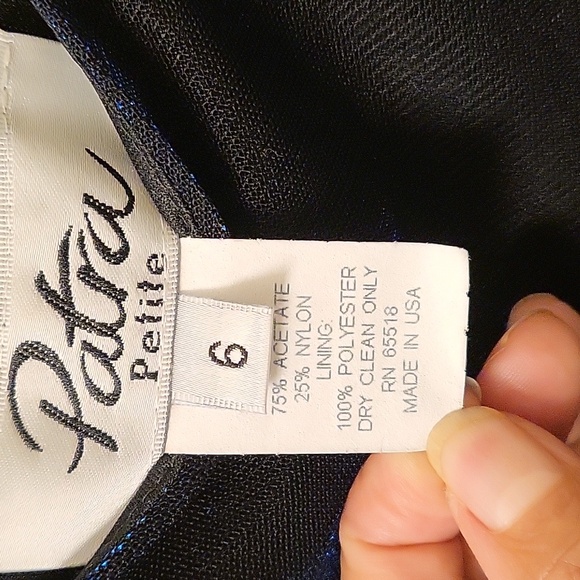 Patra
Petite
6
75% ACETATE
25% NYLON
LINING:
100% POLYESTER
DRY CLEAN ONLY
RN 65518
MADE IN USA